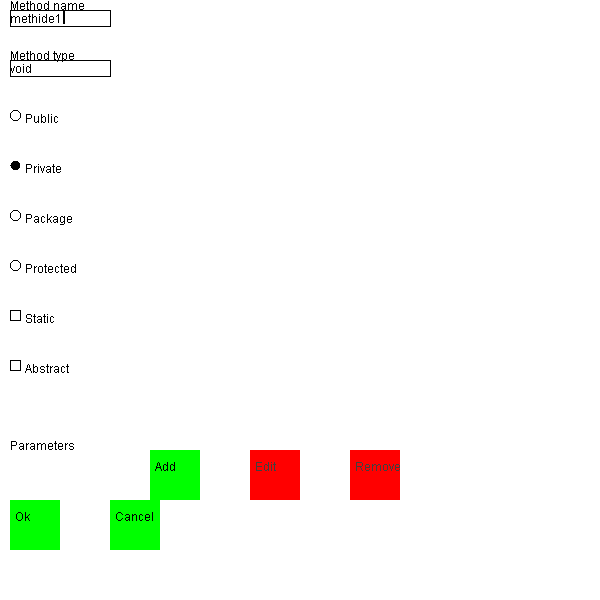 Method name
methide1
Method type
void
Public
Private
Package
Protected
Static
Abstract
Parameters
Add Edit Remove
Ok Cancel